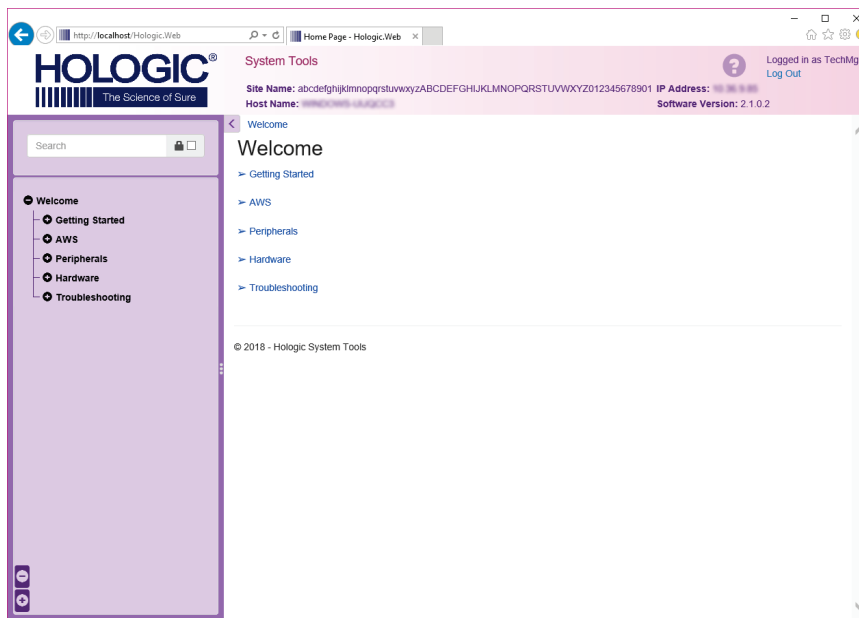 http://localhost/Hologic.Web
Home Page - Hologic.Web
HOLOGIC®
The Science of Sure
System Tools
Logged in as TechMg
Log Out
Site Name: abcdefghijklmnopqrstuvwxyzABCDEFGHIJKLMNOPQRSTUVWXYZ012345678901 IP Address:
Host Name:
Software Version: 2.1.0.2
Search
Welcome
Getting Started
AWS
Peripherals
Hardware
Troubleshooting
Welcome
Welcome
➢ Getting Started
➢ AWS
➢ Peripherals
➢ Hardware
➢ Troubleshooting
© 2018 - Hologic System Tools